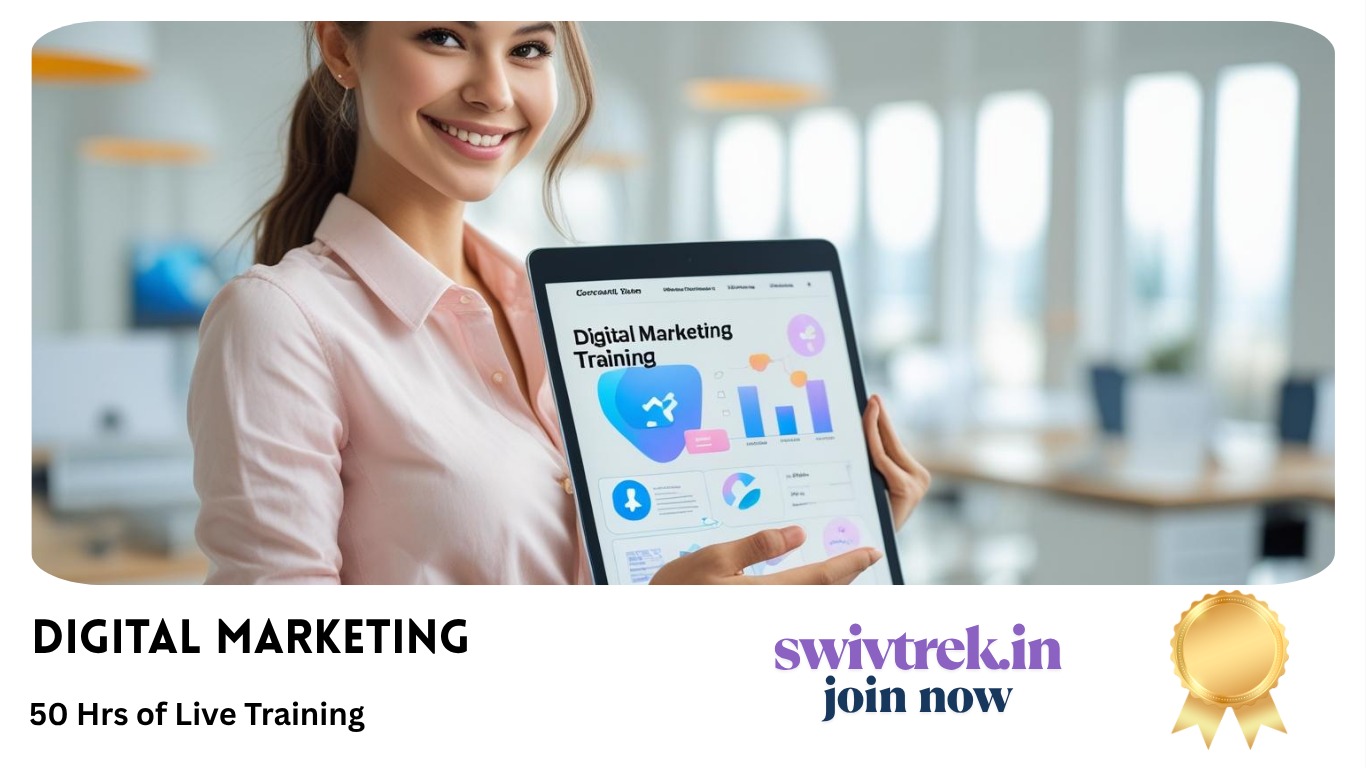 Digital Marketing
Training
DIGITAL MARKETING
50 Hrs of Live Training
swivtrek.in
join now